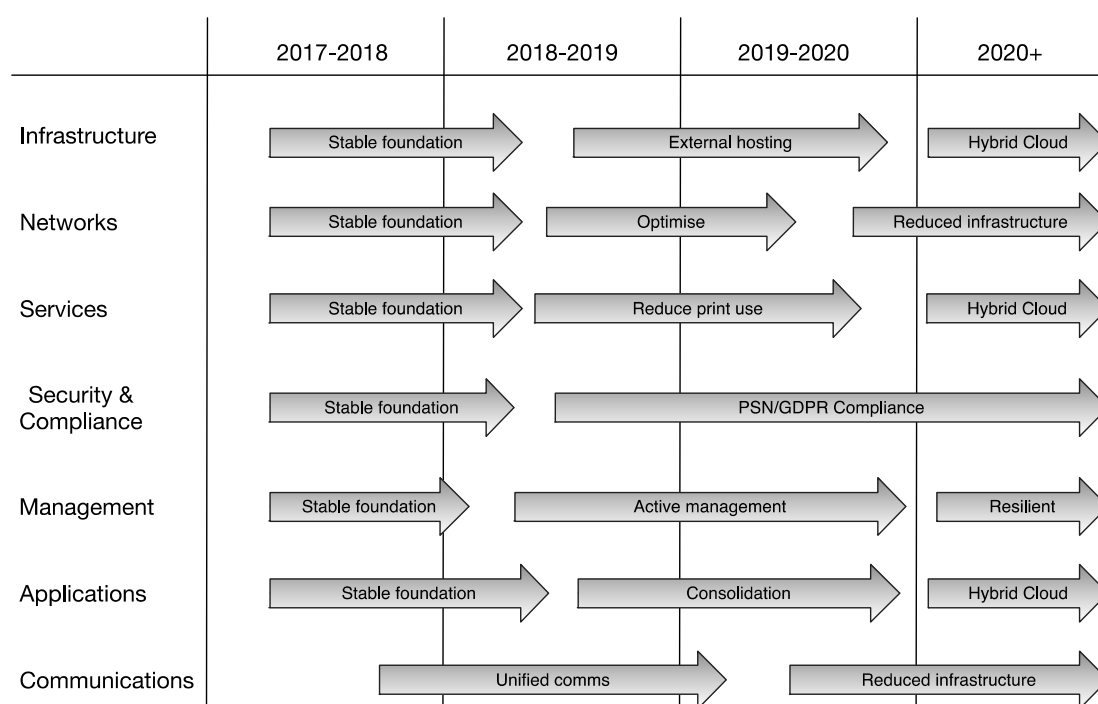 2017-2018 2018-2019 2019-2020 2020+
Infrastructure Stable foundation External hosting Hybrid Cloud
Networks Stable foundation Optimise Reduced infrastructure
Services Stable foundation Reduce print use Hybrid Cloud
Security &
Compliance Stable foundation PSN/GDPR Compliance
Management Stable foundation Active management Resilient
Applications Stable foundation Consolidation Hybrid Cloud
Communications Unified comms Reduced infrastructure